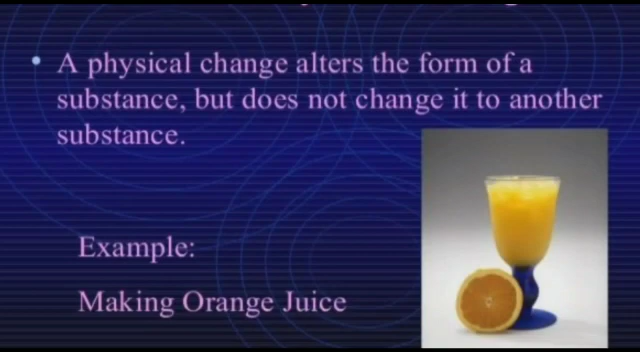 A physical change alters the form of a
substance, but does not change it to another
substance.
Example:
Making Orange Juice